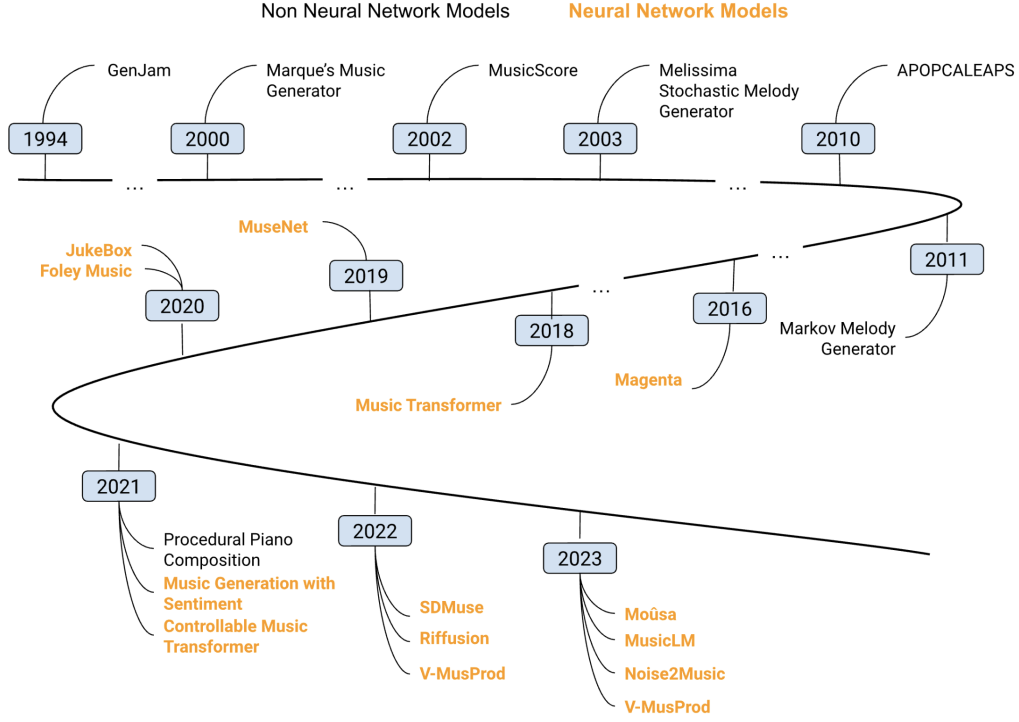 Non Neural Network Models
Neural Network Models
GenJam
Marque's Music
Generator
MusicScore
Melissima
Stochastic Melody
Generator
APOPCALEAPS
1994
2000
2002
2003
2010
...
...
...
MuseNet
JukeBox
Foley Music
2019
2020
...
...
2011
2018
2016
Markov Melody
Generator
Magenta
Music Transformer
2021
2022
2023
Procedural Piano
Composition
Music Generation with
Sentiment
Controllable Music
Transformer
SDMuse
Riffusion
V-MusProd
Moûsa
MusicLM
Noise2Music
V-MusProd